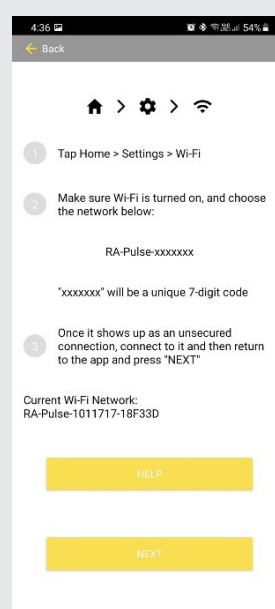 4:36 54%
Back
1 Tap Home > Settings > Wi-Fi
2 Make sure Wi-Fi is turned on, and choose
the network below:
RA-Pulse-xxxxxxx
"xxxxxxx" will be a unique 7-digit code
Once it shows up as an unsecured
3 connection, connect to it and then return
to the app and press "NEXT"
Current Wi-Fi Network:
RA-Pulse-1011717-18F33D
HELP
NEXT